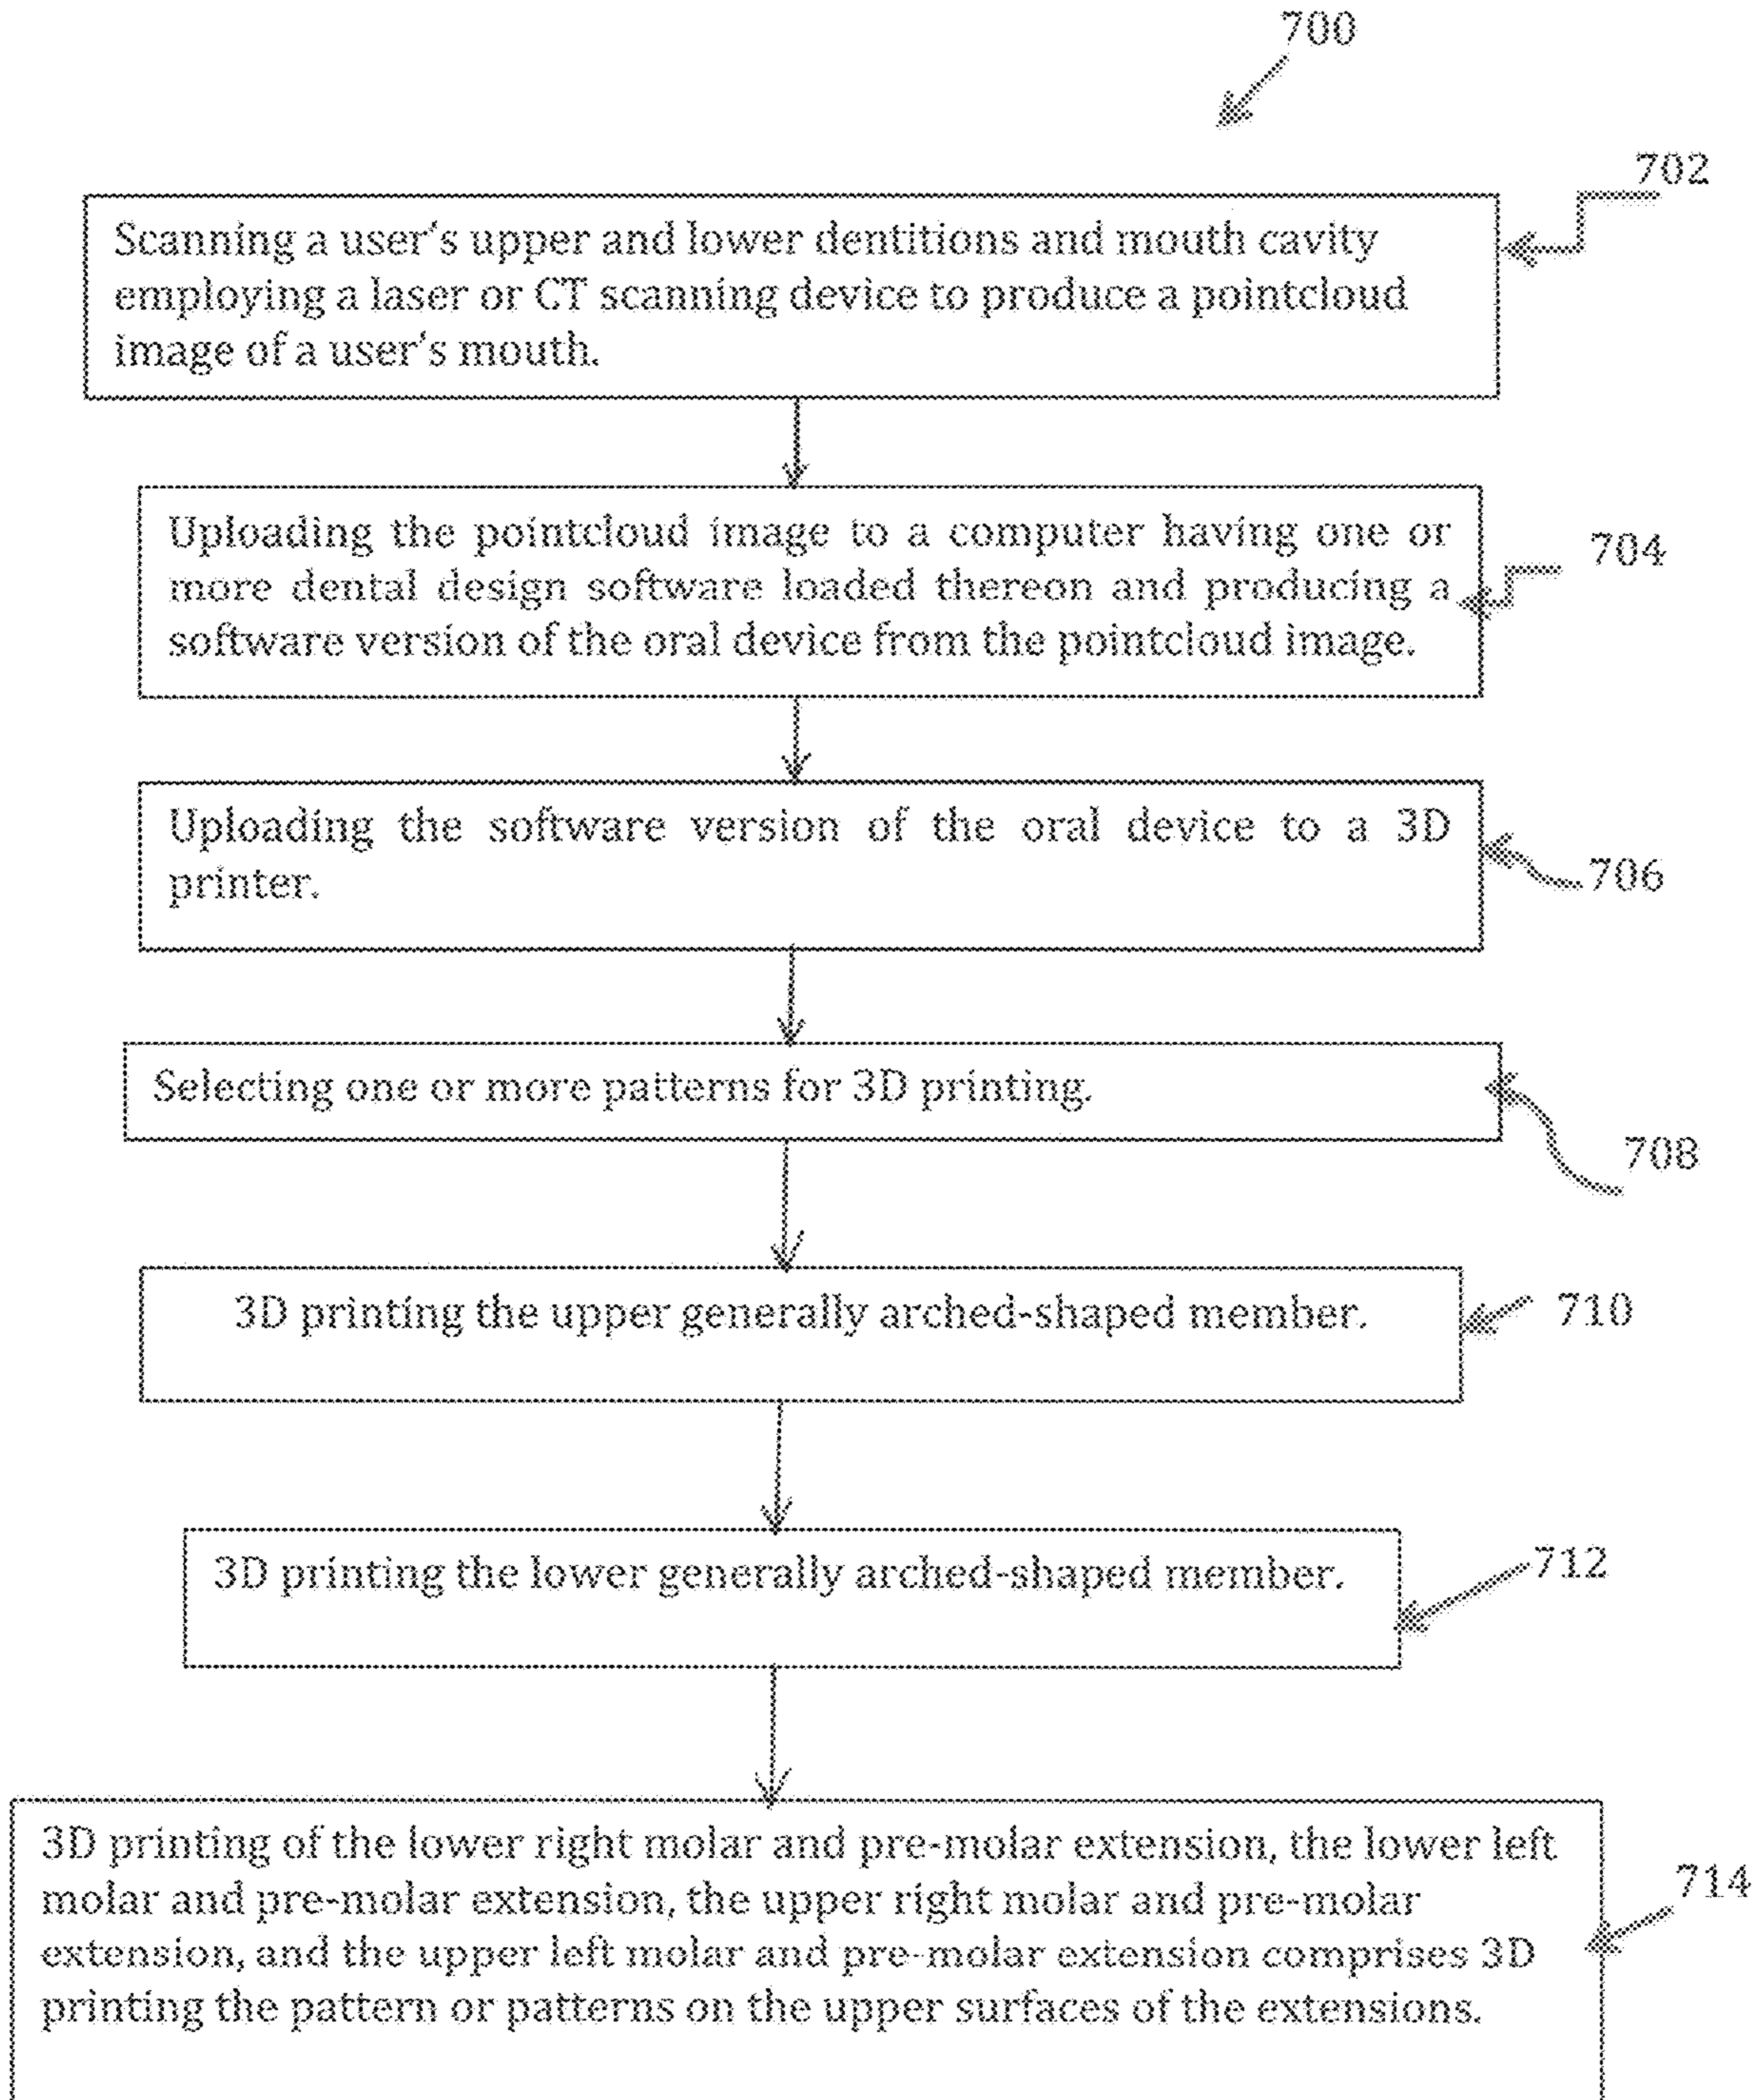 700
702
Scanning a user's upper and lower dentitions and mouth cavity
employing a laser or CT scanning device to produce a pointcloud
image of a user's mouth.
Uploading the pointcloud image to a computer having one or
more dental design software loaded thereon and producing a
software version of the oral device from the pointcloud image.
704
Uploading the software version of the oral device to a 3D
printer.
706
Selecting one or more patterns for 3D printing.
708
3D printing the upper generally arched-shaped member.
710
3D printing the lower generally arched-shaped member.
712
3D printing of the lower right molar and pre-molar extension, the lower left
molar and pre-molar extension, the upper right molar and pre-molar
extension, and the upper left molar and pre-molar extension comprises 3D
printing the pattern or patterns on the upper surfaces of the extensions.
714